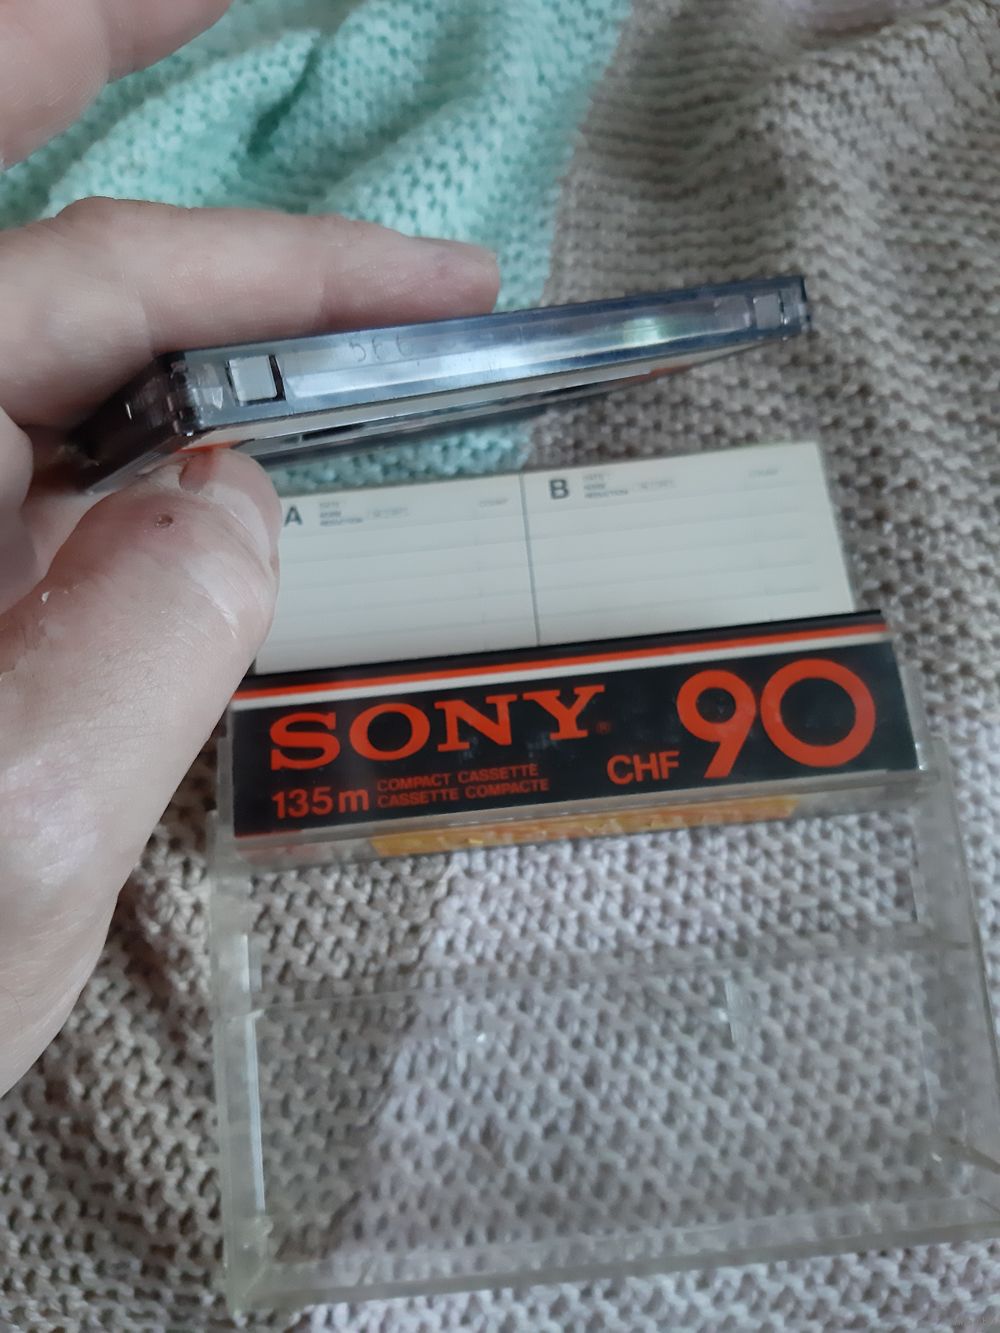 A
B
SONY®
135m
COMPACT CASSETTE
CASSETTE COMPACTE
CHF 90